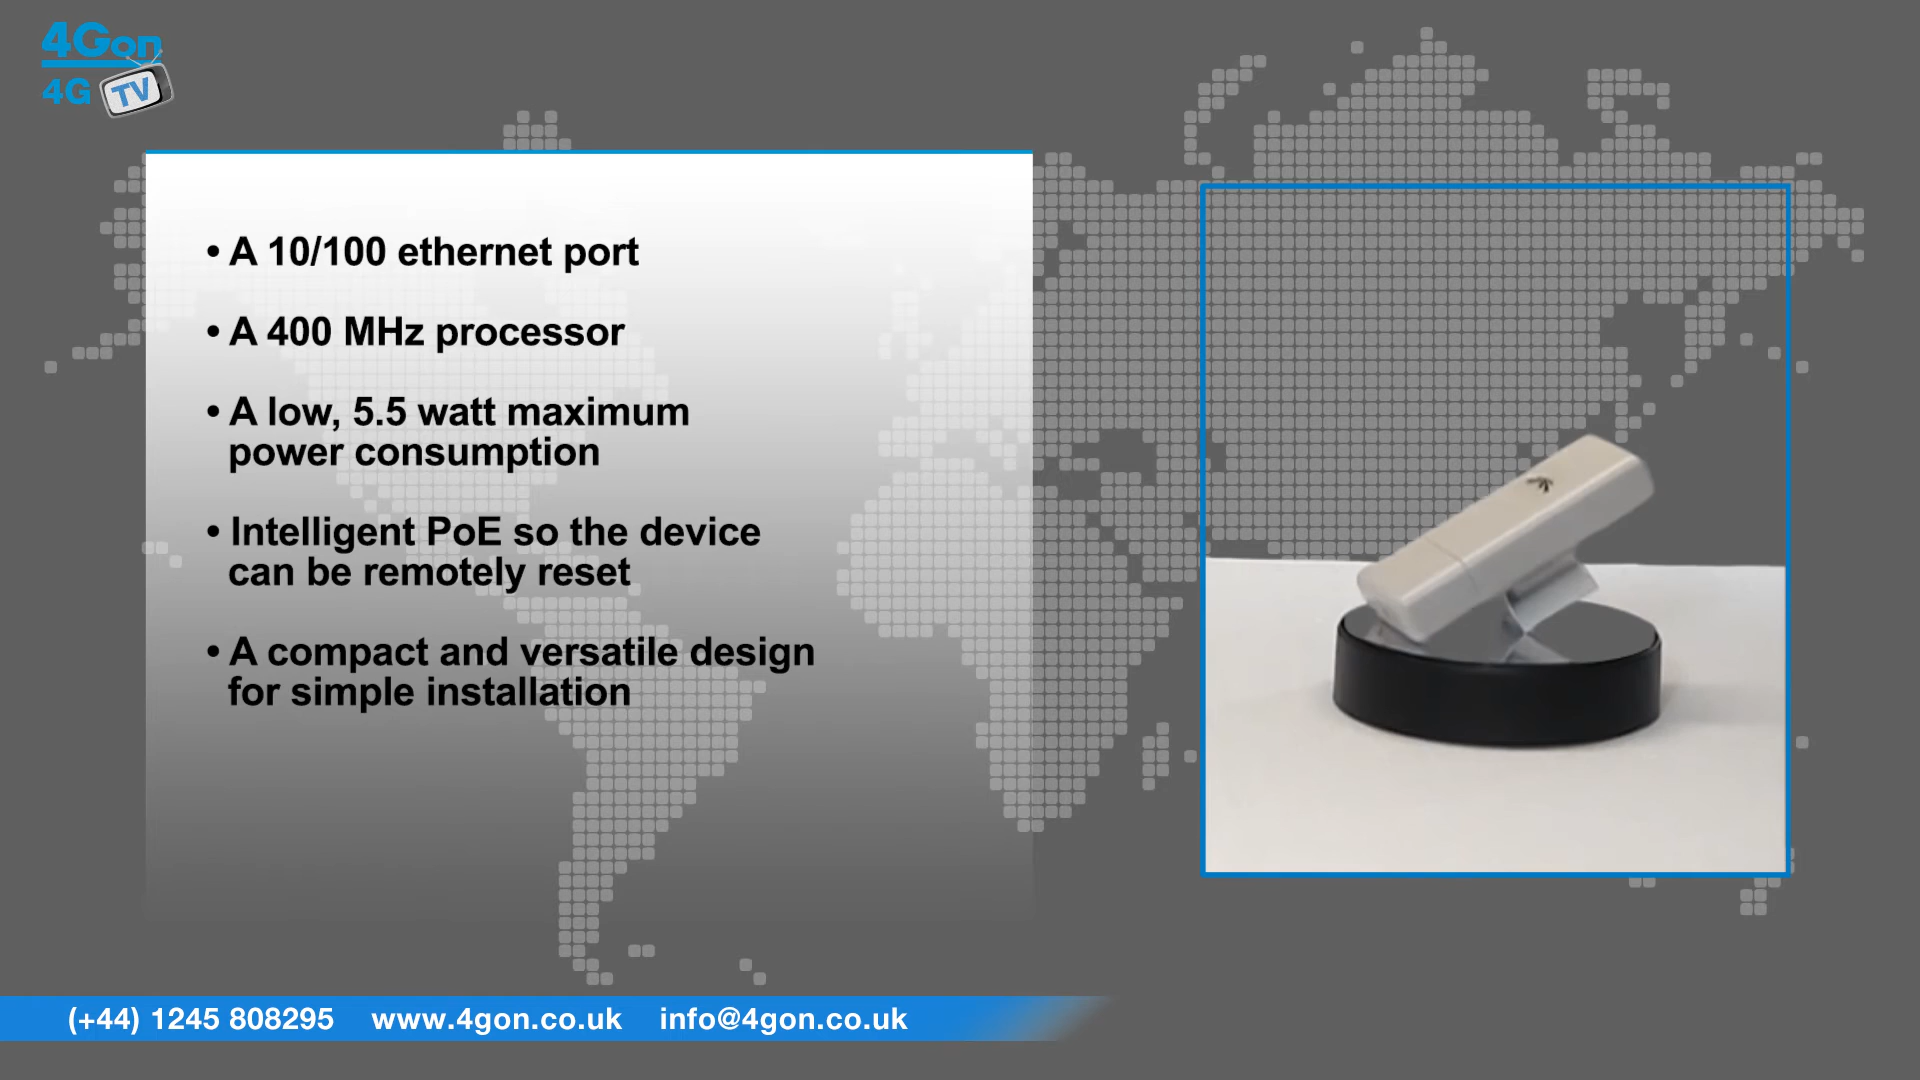 4Gon
4G TV
• A 10/100 ethernet port
• A 400 MHz processor
• A low, 5.5 watt maximum
power consumption
• Intelligent PoE so the device
can be remotely reset
• A compact and versatile design
for simple installation
(+44) 1245 808295 www.4gon.co.uk info@4gon.co.uk